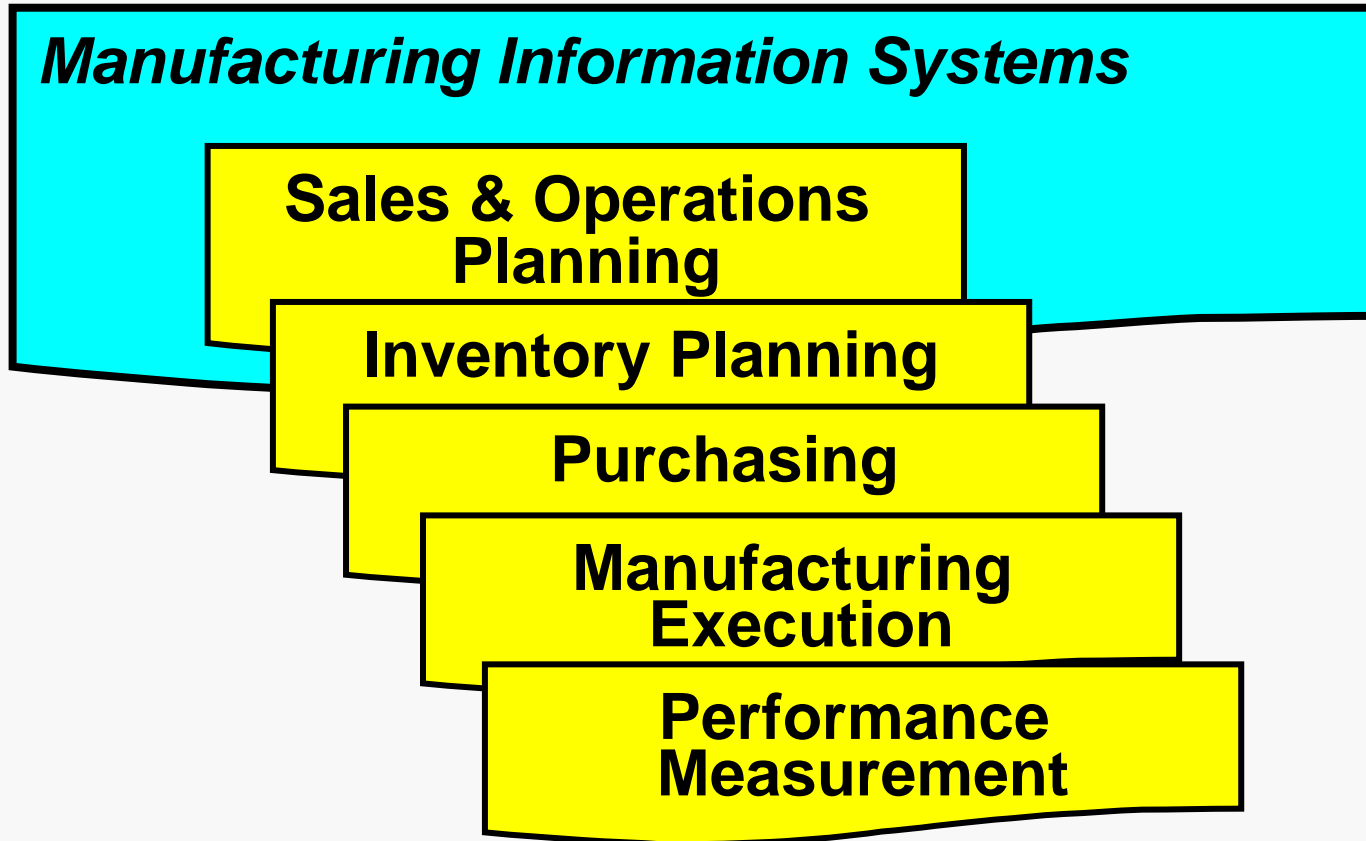 Manufacturing Information Systems
Sales & Operations
Planning
Inventory Planning
Purchasing
Manufacturing
Execution
Performance
Measurement